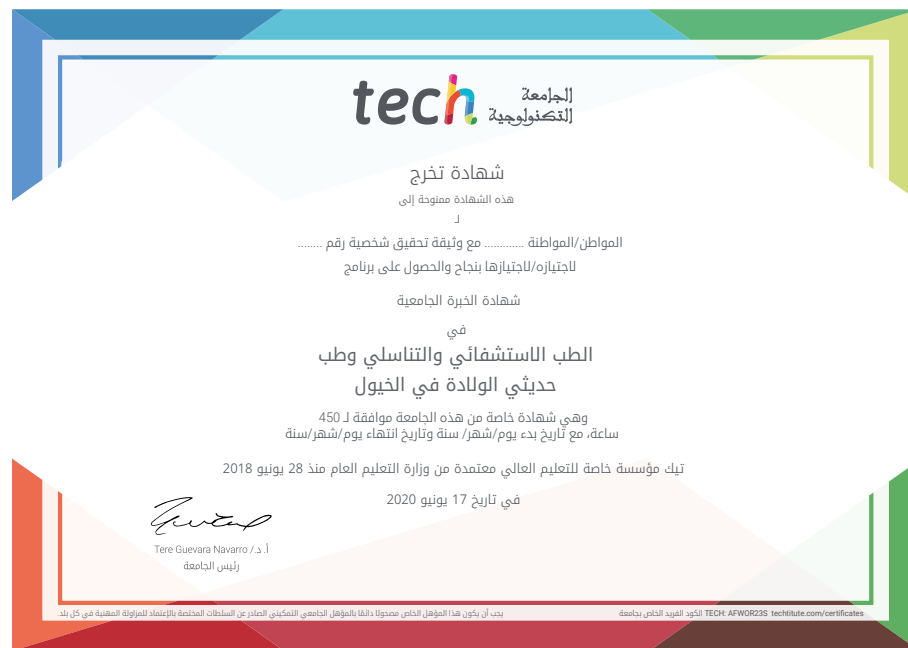 tech الجامعة
التكنولوجية
شهادة تخرج
هذه الشهادة ممنوحة إلى
لـ
المواطن/المواطنة ............. مع وثيقة تحقيق شخصية رقم ........
لاجتيازه/لاجتيازها بنجاح والحصول على برنامج
شهادة الخبرة الجامعية
في
الطب الاستشفائي والتناسلي وطب
حديثي الولادة في الخيول
وهي شهادة خاصة من هذه الجامعة موافقة لـ 450
ساعة، مع تاريخ بدء يوم/شهر/ سنة وتاريخ انتهاء يوم/شهر/سنة
تيك مؤسسة خاصة للتعليم العالي معتمدة من وزارة التعليم العام منذ 28 يونيو 2018
في تاريخ 17 يونيو 2020
أ. د./ Tere Guevara Navarro
رئيس الجامعة
يجب أن يكون هذا المؤهل الخاص مصحوبًا دائمًا بالمؤهل الجامعي التمكيني الصادر عن السلطات المختصة بالإعتماد للمزاولة المهنية في كل بلد.
الكود الفريد الخاص بجامعة TECH: AFWOR23S techtitute.com/certificates